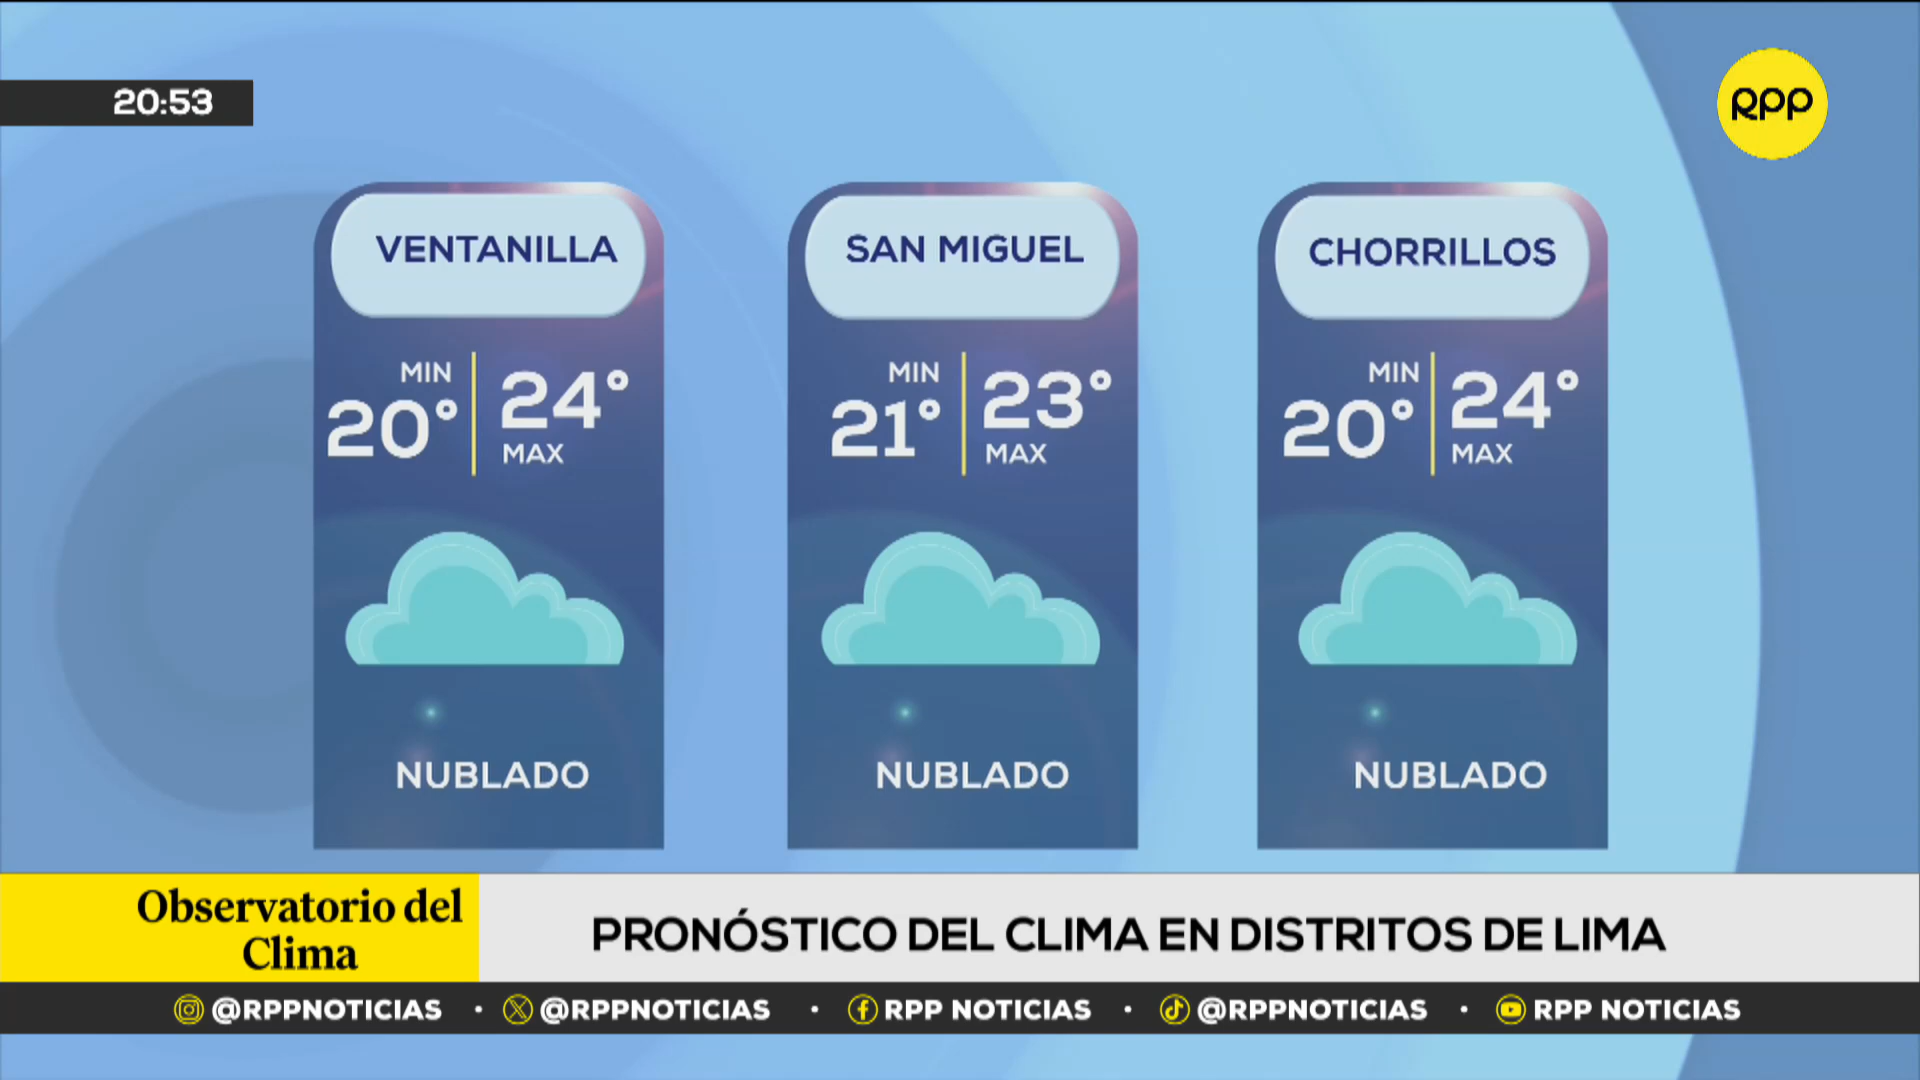 20:53
RPP
VENTANILLA
MIN
20°
24°
MAX
NUBLADO
SAN MIGUEL
MIN
21°
23°
MAX
NUBLADO
CHORRILLOS
MIN
20°
24°
MAX
NUBLADO
Observatorio del
Clima
PRONÓSTICO DEL CLIMA EN DISTRITOS DE LIMA
@RPPNOTICIAS · @RPPNOTICIAS · RPP NOTICIAS · @RPPNOTICIAS · RPP NOTICIAS